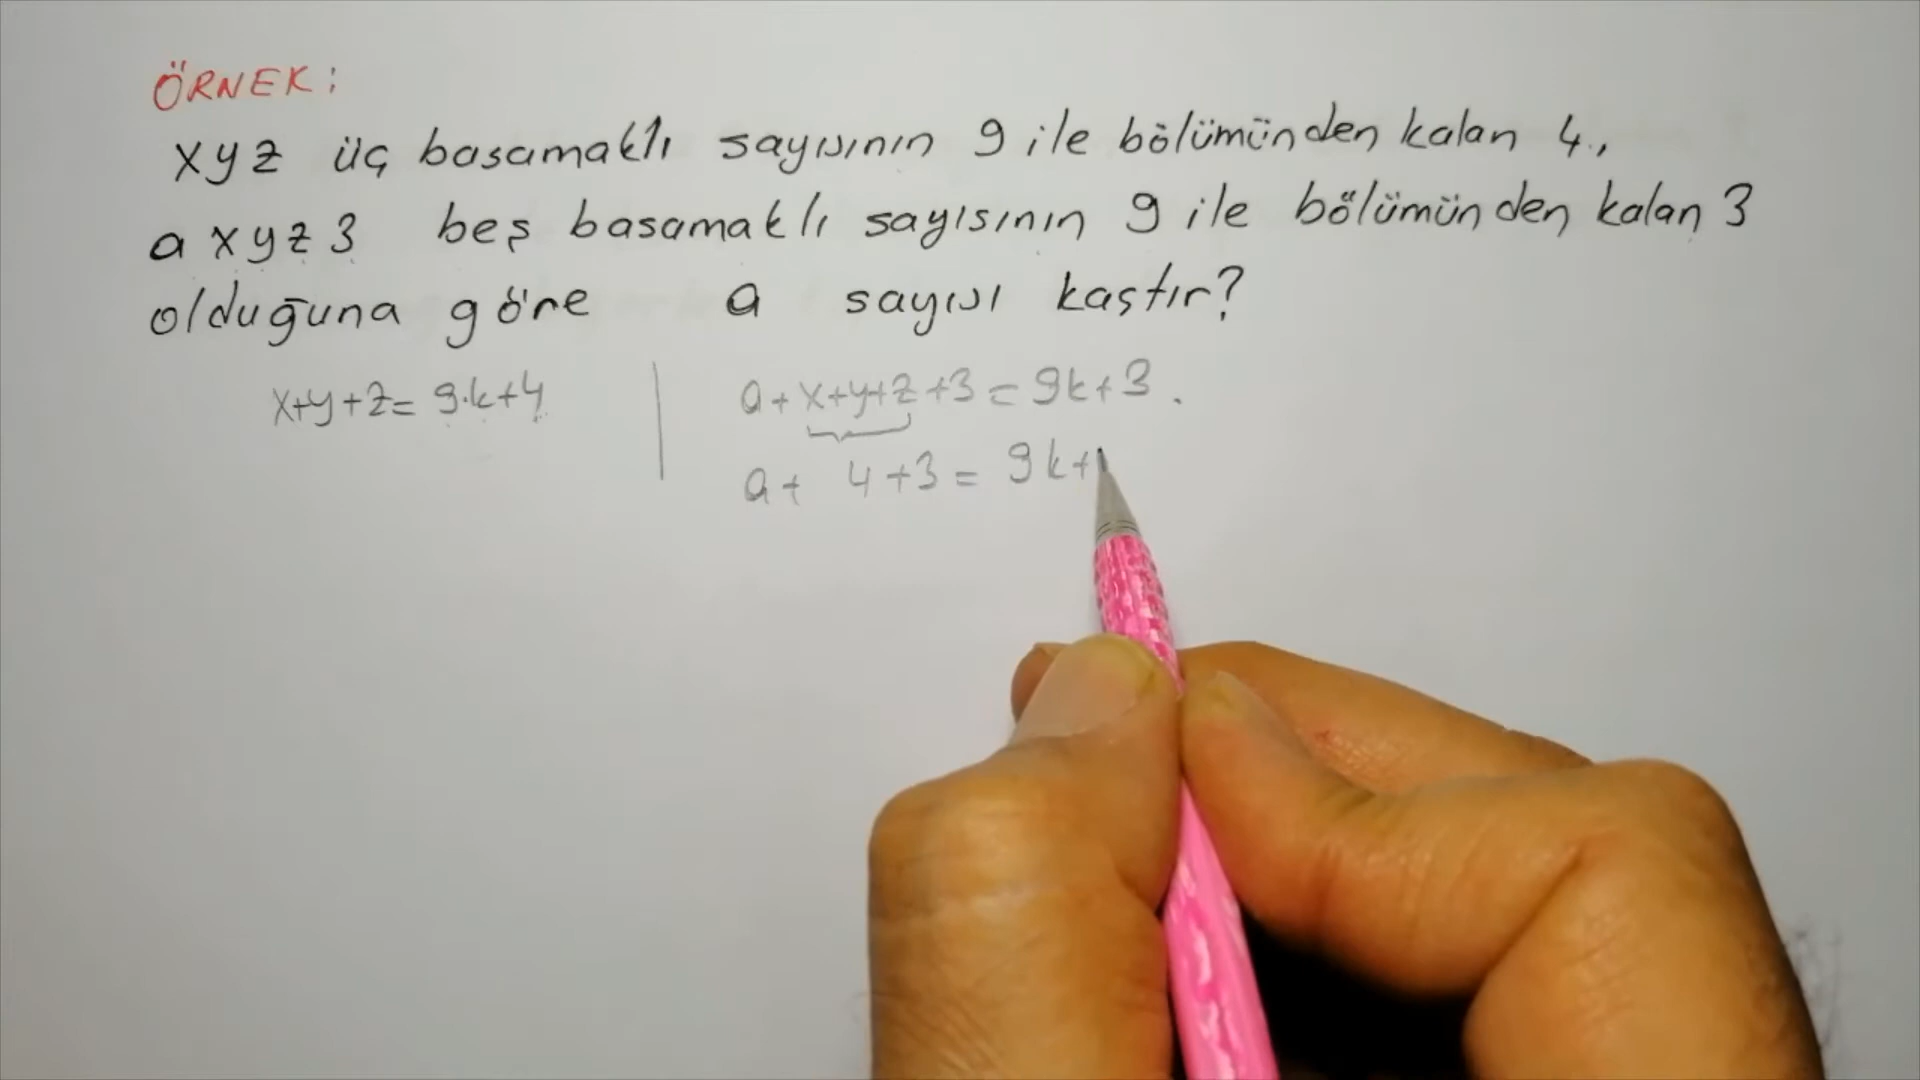 ÖRNEK:
xyz üç basamaklı sayısının 9 ile bölümünden kalan 4,
axyz3 beş basamaklı sayısının 9 ile bölümünden kalan 3
olduğuna göre a sayısı kaçtır?
x+y+z=9.k+4
a+x+y+z+3=9k+3.
a+4+3=9k+